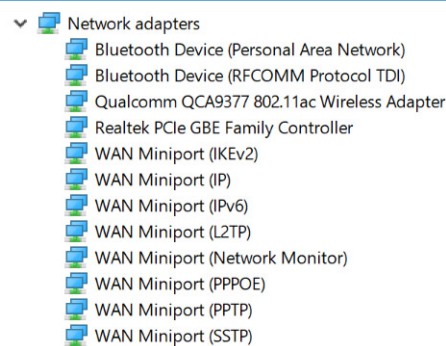 Network adapters
Bluetooth Device (Personal Area Network)
Bluetooth Device (RFCOMM Protocol TDI)
Qualcomm QCA9377 802.11ac Wireless Adapter
Realtek PCIe GBE Family Controller
WAN Miniport (IKEv2)
WAN Miniport (IP)
WAN Miniport (IPv6)
WAN Miniport (L2TP)
WAN Miniport (Network Monitor)
WAN Miniport (PPPOE)
WAN Miniport (PPTP)
WAN Miniport (SSTP)